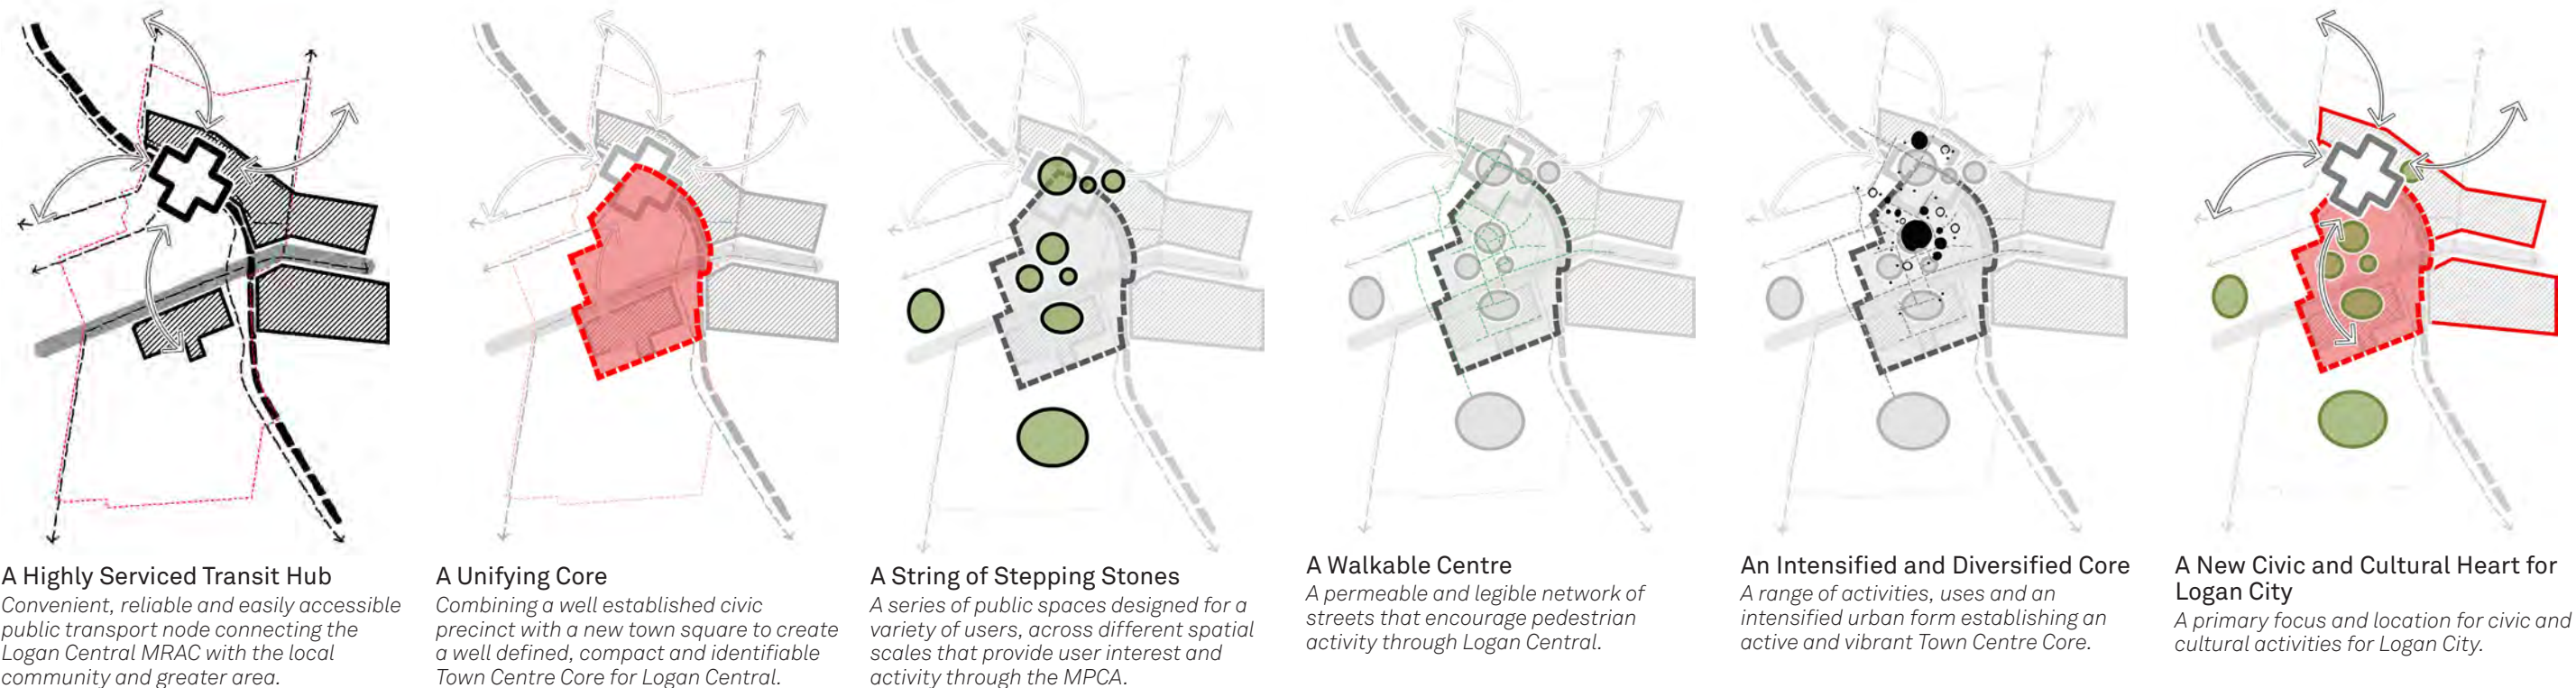 A Highly Serviced Transit Hub
Convenient, reliable and easily accessible
public transport node connecting the
Logan Central MRAC with the local
community and greater area.
A Unifying Core
Combining a well established civic
precinct with a new town square to create
a well defined, compact and identifiable
Town Centre Core for Logan Central.
A String of Stepping Stones
A series of public spaces designed for a
variety of users, across different spatial
scales that provide user interest and
activity through the MPCA.
A Walkable Centre
A permeable and legible network of
streets that encourage pedestrian
activity through Logan Central.
An Intensified and Diversified Core
A range of activities, uses and an
intensified urban form establishing an
active and vibrant Town Centre Core.
A New Civic and Cultural Heart for
Logan City
A primary focus and location for civic and
cultural activities for Logan City.